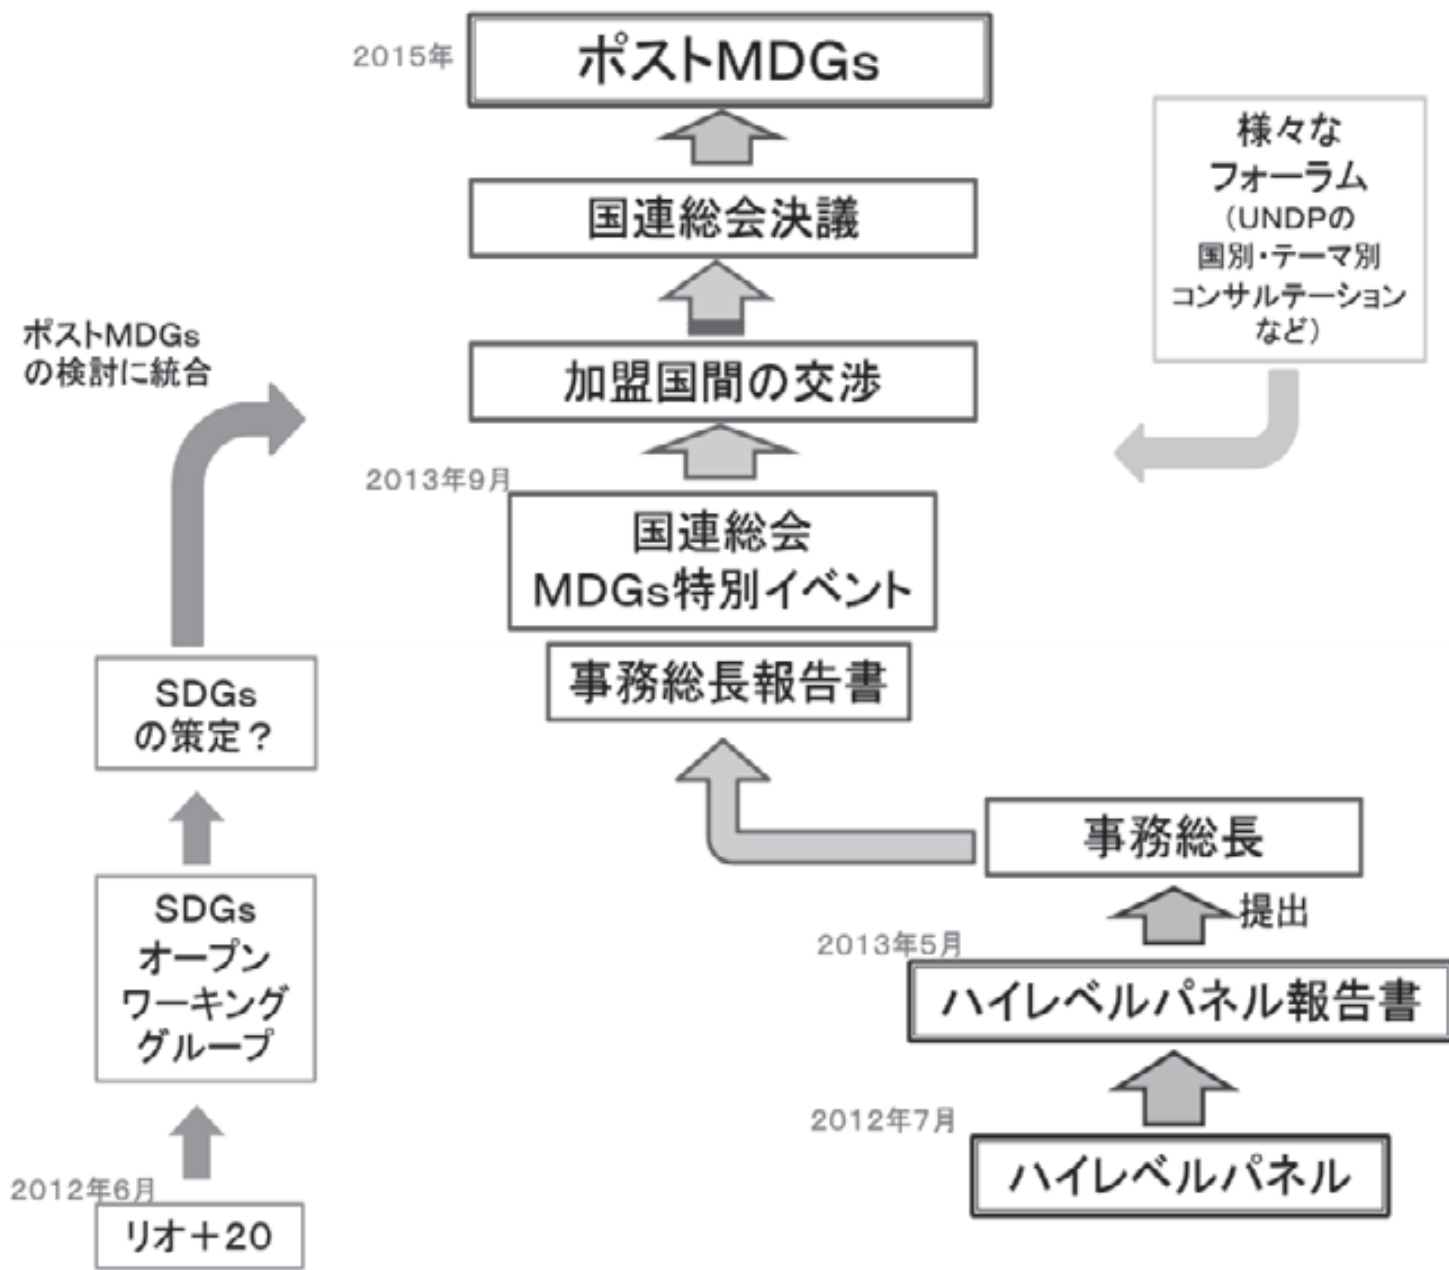 2015年
ポストMDGs
国連総会決議
加盟国間の交渉
2013年9月
国連総会
MDGs特別イベント
事務総長報告書
様々な
フォーラム
(UNDPの
国別・テーマ別
コンサルテーション
など)
ポストMDGs
の検討に統合
SDGs
の策定？
SDGs
オープン
ワーキング
グループ
2012年6月
リオ＋20
事務総長
提出
2013年5月
ハイレベルパネル報告書
2012年7月
ハイレベルパネル